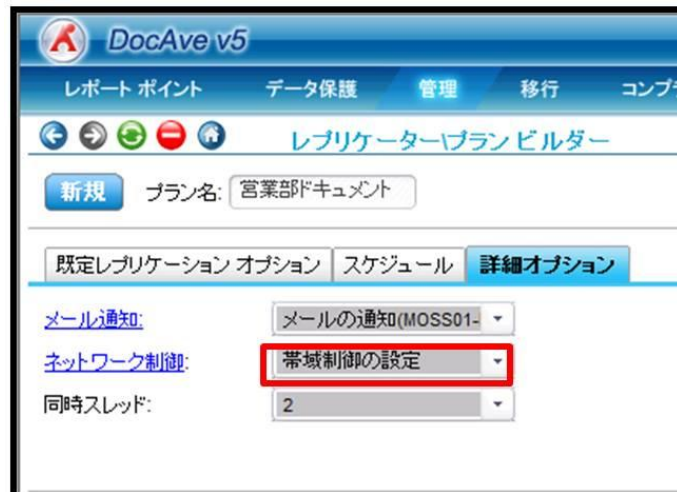 DocAve v5
レポート ポイント データ保護 管理 移行 コンプラ
レプリケーター\プラン ビルダー
新規 プラン名: 営業部ドキュメント
既定レプリケーション オプション スケジュール 詳細オプション
メール通知: メールの通知(MOSS01-
ネットワーク制御: 帯域制御の設定
同時スレッド: 2